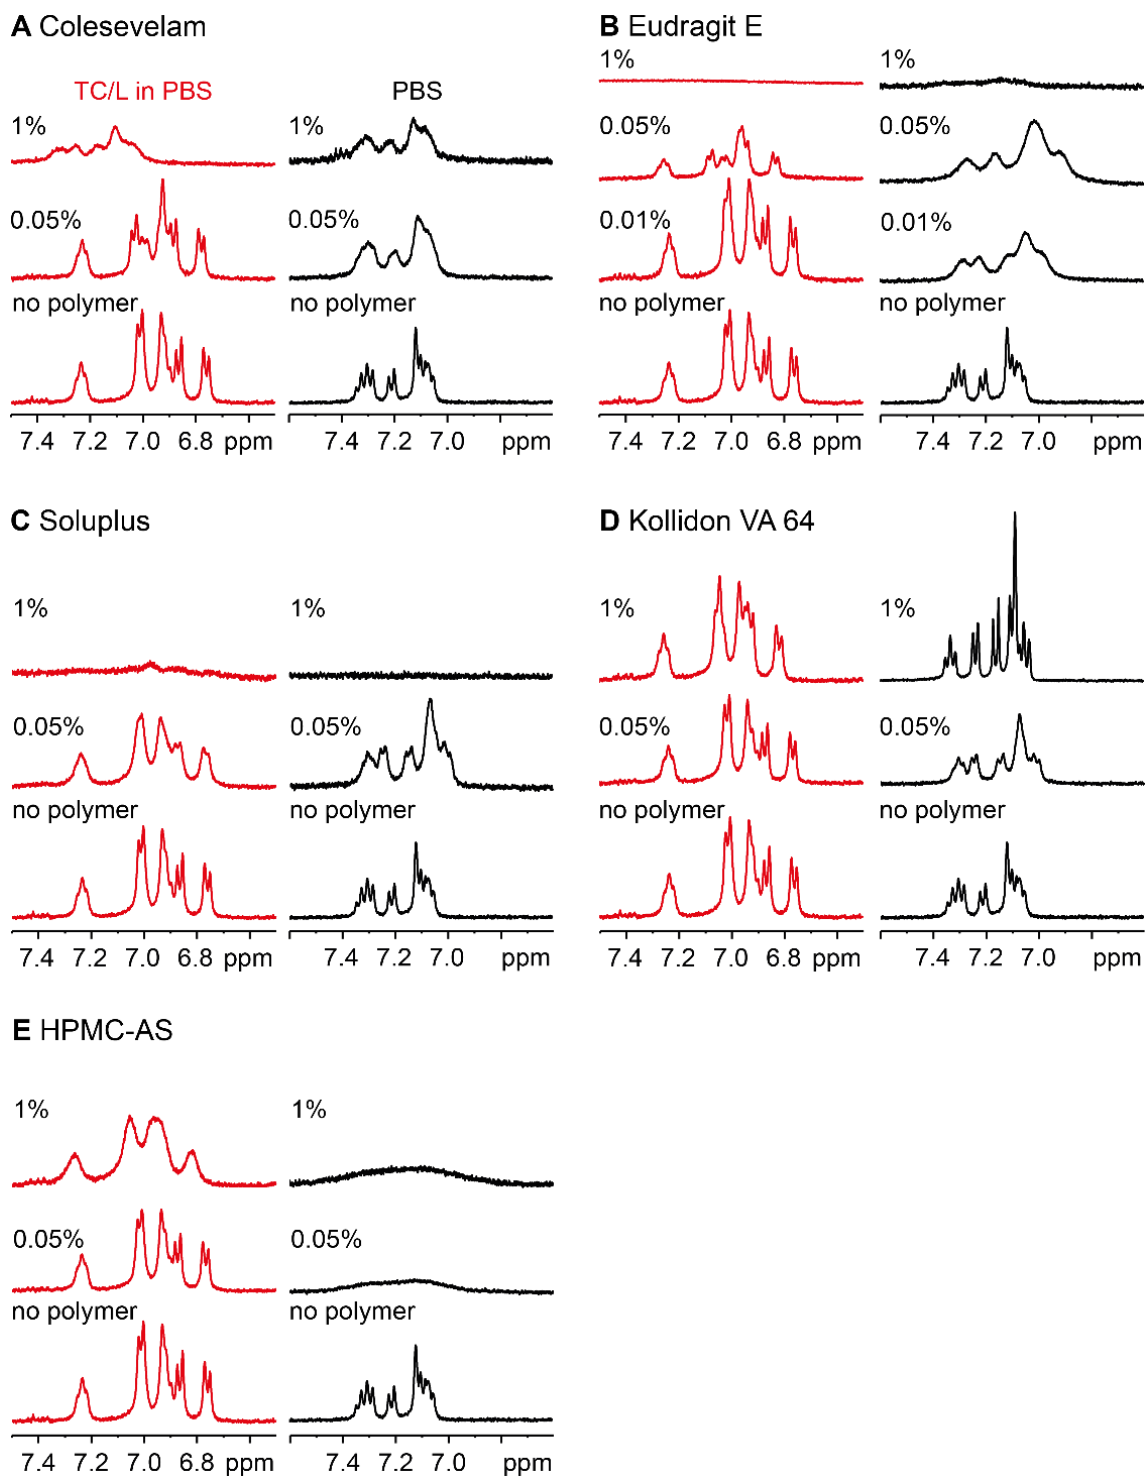 A Colesevelam
TC/L in PBS
PBS
1%
1%
0.05%
0.05%
no polymer
no polymer
7.4 7.2 7.0 6.8 ppm
7.4 7.2 7.0 ppm
B Eudragit E
1%
1%
0.05%
0.05%
0.01%
0.01%
no polymer
no polymer
7.4 7.2 7.0 6.8 ppm
7.4 7.2 7.0 ppm
C Soluplus
1%
1%
0.05%
0.05%
no polymer
no polymer
7.4 7.2 7.0 6.8 ppm
7.4 7.2 7.0 ppm
D Kollidon VA 64
1%
1%
0.05%
0.05%
no polymer
no polymer
7.4 7.2 7.0 6.8 ppm
7.4 7.2 7.0 ppm
E HPMC-AS
1%
1%
0.05%
0.05%
no polymer
no polymer
7.4 7.2 7.0 6.8 ppm
7.4 7.2 7.0 ppm